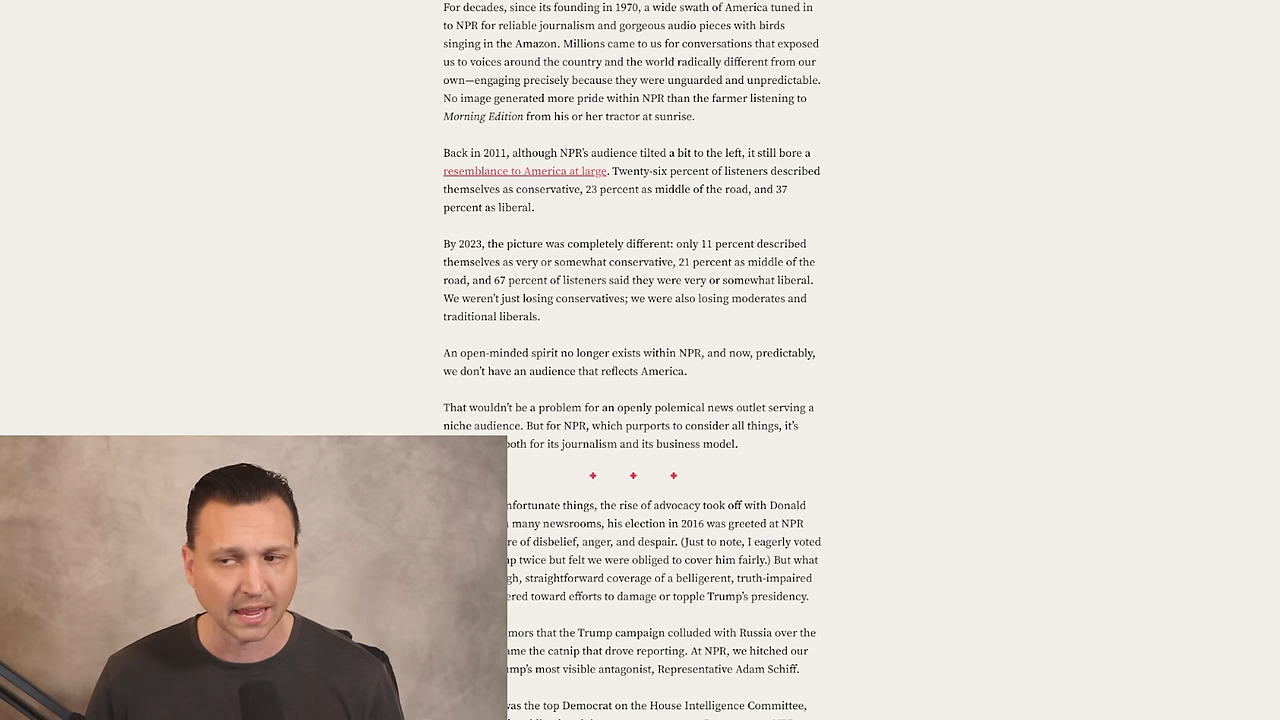 For decades, since its founding in 1970, a wide swath of America tuned in
to NPR for reliable journalism and gorgeous audio pieces with birds
singing in the Amazon. Millions came to us for conversations that exposed
us to voices around the country and the world radically different from our
own—engaging precisely because they were unguarded and unpredictable.
No image generated more pride within NPR than the farmer listening to
Morning Edition from his or her tractor at sunrise.
Back in 2011, although NPR's audience tilted a bit to the left, it still bore a
resemblance to America at large. Twenty-six percent of listeners described
themselves as conservative, 23 percent as middle of the road, and 37
percent as liberal.
By 2023, the picture was completely different: only 11 percent described
themselves as very or somewhat conservative, 21 percent as middle of the
road, and 67 percent of listeners said they were very or somewhat liberal.
We weren't just losing conservatives; we were also losing moderates and
traditional liberals.
An open-minded spirit no longer exists within NPR, and now, predictably,
we don't have an audience that reflects America.
That wouldn't be a problem for an openly polemical news outlet serving a
niche audience. But for NPR, which purports to consider all things, it's
both for its journalism and its business model.
things, the rise of advocacy took off with Donald
many newsrooms, his election in 2016 was greeted at NPR
of disbelief, anger, and despair. (Just to note, I eagerly voted
twice but felt we were obliged to cover him fairly.) But what
straightforward coverage of a belligerent, truth-impaired
toward efforts to damage or topple Trump's presidency.
that the Trump campaign colluded with Russia over the
the catnip that drove reporting. At NPR, we hitched our
most visible antagonist, Representative Adam Schiff.
was the top Democrat on the House Intelligence Committee,